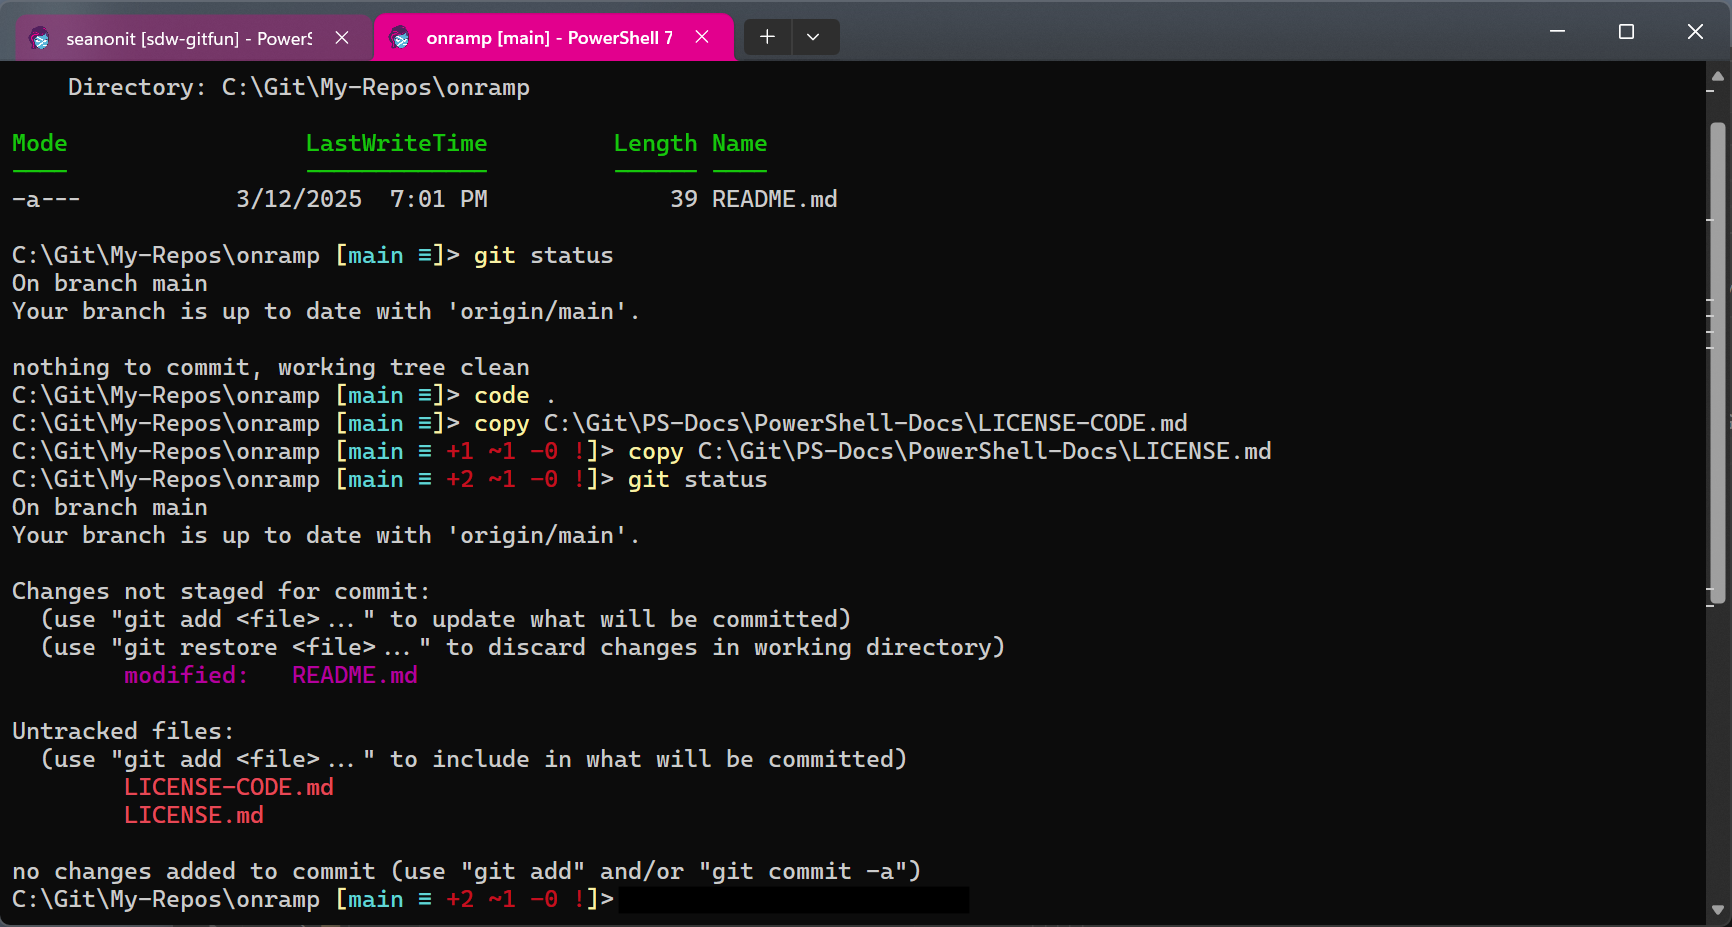 seanonit [sdw-gitfun] - PowerS
onramp [main] - PowerShell 7
Directory: C:\Git\My-Repos\onramp
Mode LastWriteTime Length Name
-a--- 3/12/2025 7:01 PM 39 README.md
C:\Git\My-Repos\onramp [main ≡]> git status
On branch main
Your branch is up to date with 'origin/main'.
nothing to commit, working tree clean
C:\Git\My-Repos\onramp [main ≡]> code .
C:\Git\My-Repos\onramp [main ≡]> copy C:\Git\PS-Docs\PowerShell-Docs\LICENSE-CODE.md
C:\Git\My-Repos\onramp [main ≡ +1 ~1 -0 !]> copy C:\Git\PS-Docs\PowerShell-Docs\LICENSE.md
C:\Git\My-Repos\onramp [main ≡ +2 ~1 -0 !]> git status
On branch main
Your branch is up to date with 'origin/main'.
Changes not staged for commit:
(use "git add <file>..." to update what will be committed)
(use "git restore <file>..." to discard changes in working directory)
modified: README.md
Untracked files:
(use "git add <file>..." to include in what will be committed)
LICENSE-CODE.md
LICENSE.md
no changes added to commit (use "git add" and/or "git commit -a")
C:\Git\My-Repos\onramp [main ≡ +2 ~1 -0 !]>